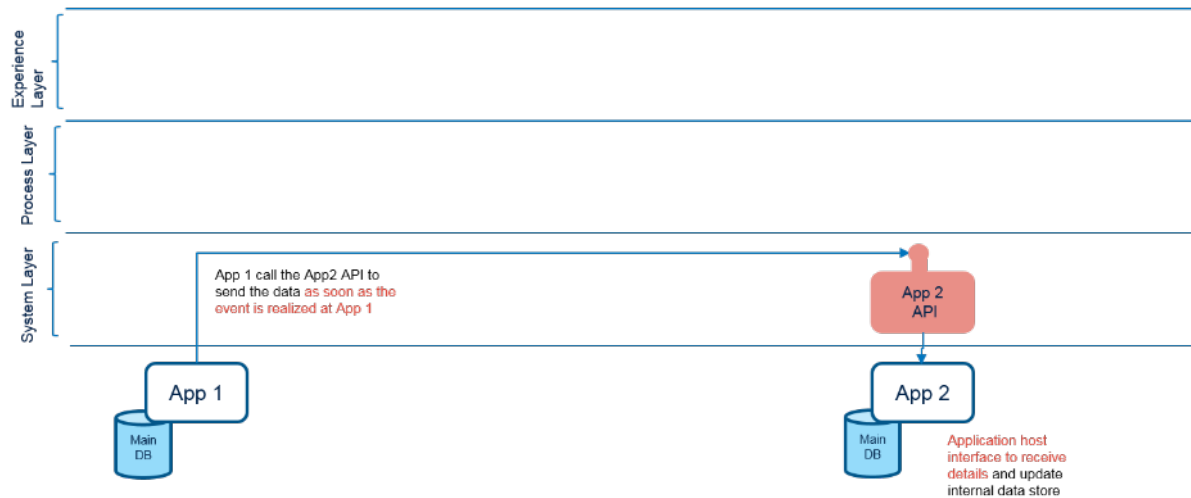 Experience
Layer
Process Layer
System Layer
App 1 call the App2 API to
send the data as soon as the
event is realized at App 1
App 2
API
App 1
Main
DB
App 2
Main
DB
Application host
interface to receive
details and update
internal data store